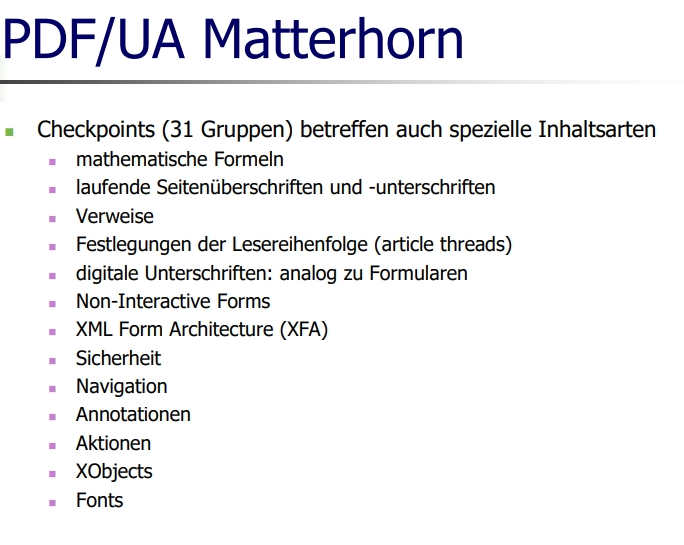 PDF/UA Matterhorn
Checkpoints (31 Gruppen) betreffen auch spezielle Inhaltsarten
mathematische Formeln
laufende Seitenüberschriften und -unterschriften
Verweise
Festlegungen der Lesereihenfolge (article threads)
digitale Unterschriften: analog zu Formularen
Non-Interactive Forms
XML Form Architecture (XFA)
Sicherheit
Navigation
Annotationen
Aktionen
XObjects
Fonts